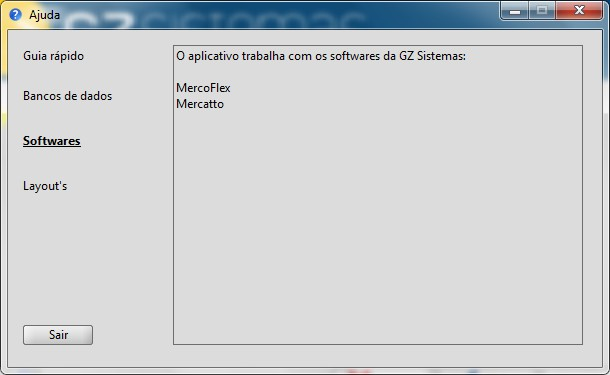 Ajuda
Guia rápido
Bancos de dados
Softwares
Layout's
Sair
O aplicativo trabalha com os softwares da GZ Sistemas:
MercoFlex
Mercatto